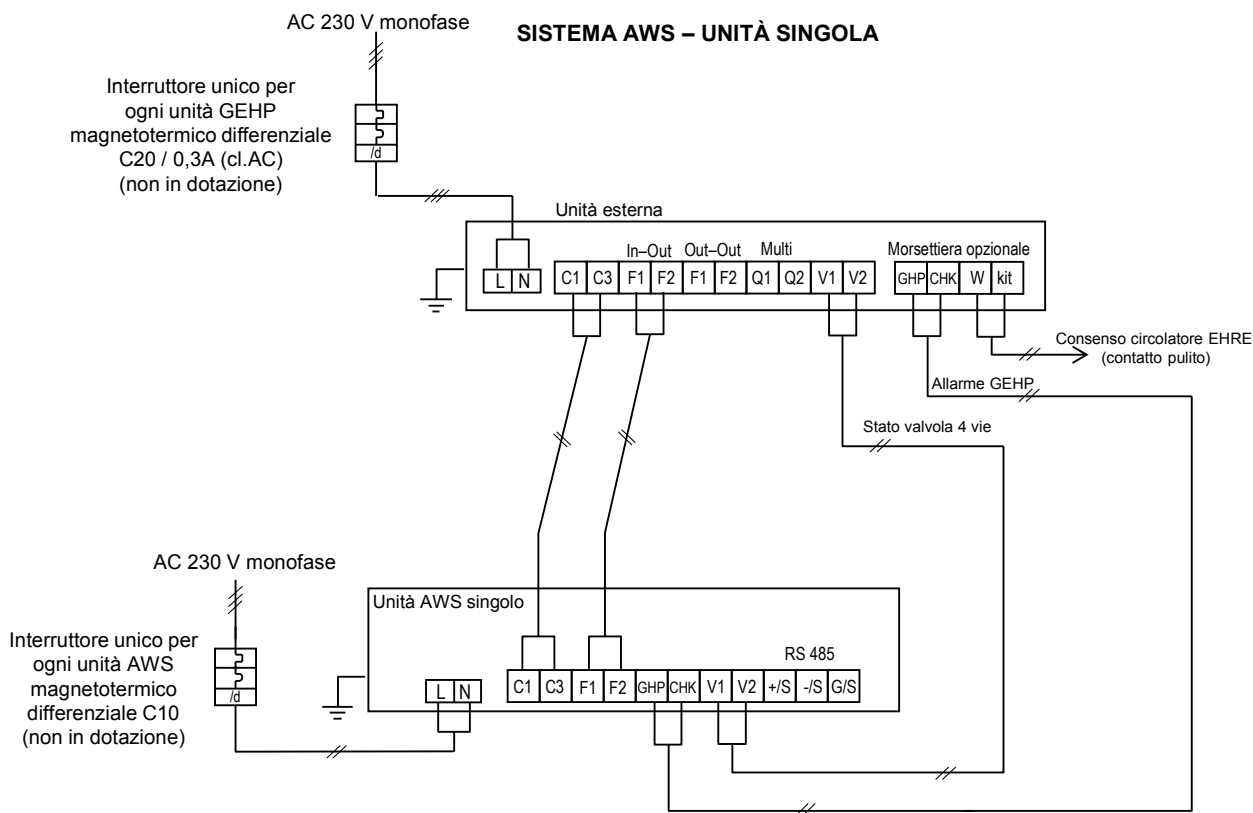 AC 230 V monofase
SISTEMA AWS – UNITÀ SINGOLA
Interruttore unico per
ogni unità GEHP
magnetotermico differenziale
C20 / 0,3A (cl.AC)
(non in dotazione)
/d
Unità esterna
In–Out Out–Out Multi
Morsettiera opzionale
L N
C1 C3 F1 F2 F1 F2 Q1 Q2 V1 V2
GHP CHK W kit
Consenso circolatore EHRE
(contatto pulito)
Allarme GEHP
Stato valvola 4 vie
AC 230 V monofase
Interruttore unico per
ogni unità AWS
magnetotermico
differenziale C10
(non in dotazione)
/d
Unità AWS singolo
RS 485
L N
C1 C3 F1 F2 GHP CHK V1 V2 +/S -/S G/S